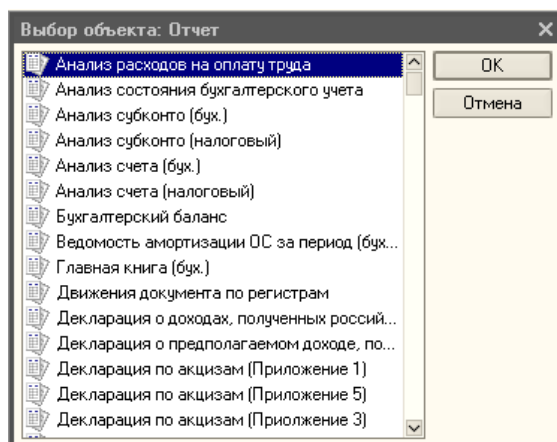 Выбор объекта: Отчет
Анализ расходов на оплату труда
ОК
Анализ состояния бухгалтерского учета
Отмена
Анализ субконто (бух.)
Анализ субконто (налоговый)
Анализ счета (бух.)
Анализ счета (налоговый)
Бухгалтерский баланс
Ведомость амортизации ОС за период (бух...
Главная книга (бух.)
Движения документа по регистрам
Декларация о доходах, полученных россий...
Декларация о предполагаемом доходе, по...
Декларация по акцизам (Приложение 1)
Декларация по акцизам (Приложение 5)
Декларация по акцизам (Приолжение 3)